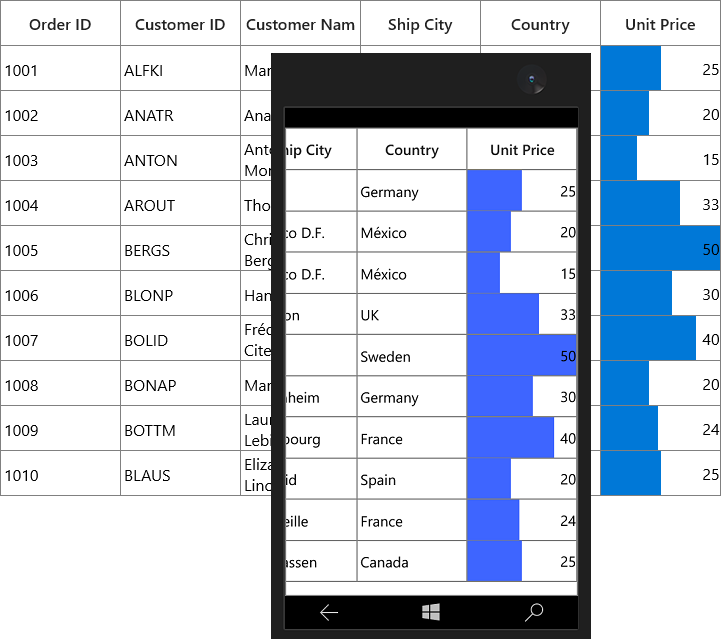 Order ID Customer ID Customer Nam Ship City Country Unit Price
1001 ALFKI Mar 25
1002 ANATR Ana 20
1003 ANTON Anto 15
Mor
1004 AROUT Tho 33
1005 BERGS Chri 50
Berg
1006 BLONP Han 30
1007 BOLID Fréd 40
Cite
1008 BONAP Mar 20
1009 BOTTM Laur 24
Lebi
1010 BLAUS Eliza 25
Linc
hip City Country Unit Price
Germany 25
co D.F. México 20
co D.F. México 15
on UK 33
Sweden 50
nheim Germany 30
bourg France 40
id Spain 20
eille France 24
assen Canada 25